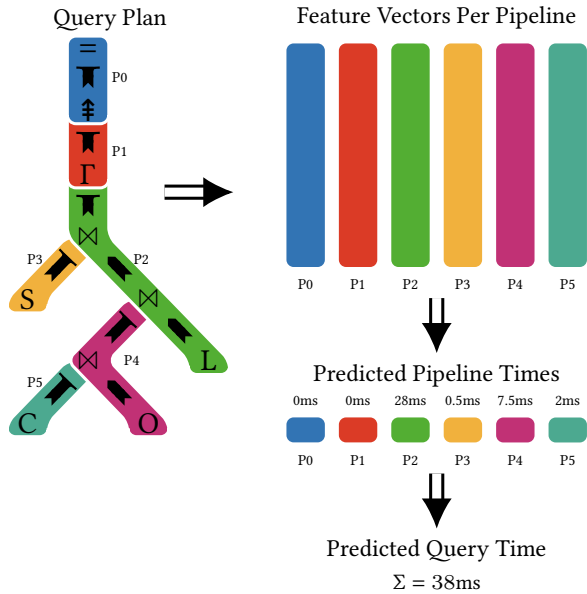 Query Plan
P0
P1
Γ
P3
P2
S
L
P4
P5
C
O
Feature Vectors Per Pipeline
P0 P1 P2 P3 P4 P5
Predicted Pipeline Times
0ms 0ms 28ms 0.5ms 7.5ms 2ms
P0 P1 P2 P3 P4 P5
Predicted Query Time
Σ = 38ms